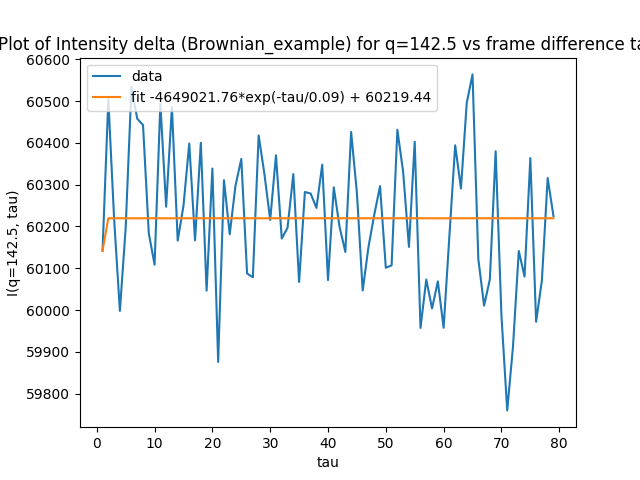 Plot of Intensity delta (Brownian_example) for q=142.5 vs frame difference ta
data
fit -4649021.76*exp(-tau/0.09) + 60219.44
I(q=142.5, tau)
60600
60500
60400
60300
60200
60100
60000
59900
59800
0 10 20 30 40 50 60 70 80
tau